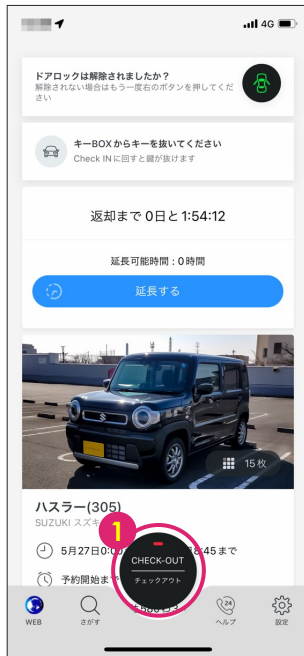 4G
ドアロックは解除されましたか？
解除されない場合はもう一度右のボタンを押してくだ
さい
キーBOXからキーを抜いてください
Check INに回すと鍵が抜けます
返却まで 0日と1:54:12
延長可能時間：0時間
延長する
15枚
ハスラー(305)
SUZUKI スズキ
1
5月27日0:00
8:45 まで
CHECK-OUT
チェックアウト
予約開始まで
WEB
さがす
24
ヘルプ
設定